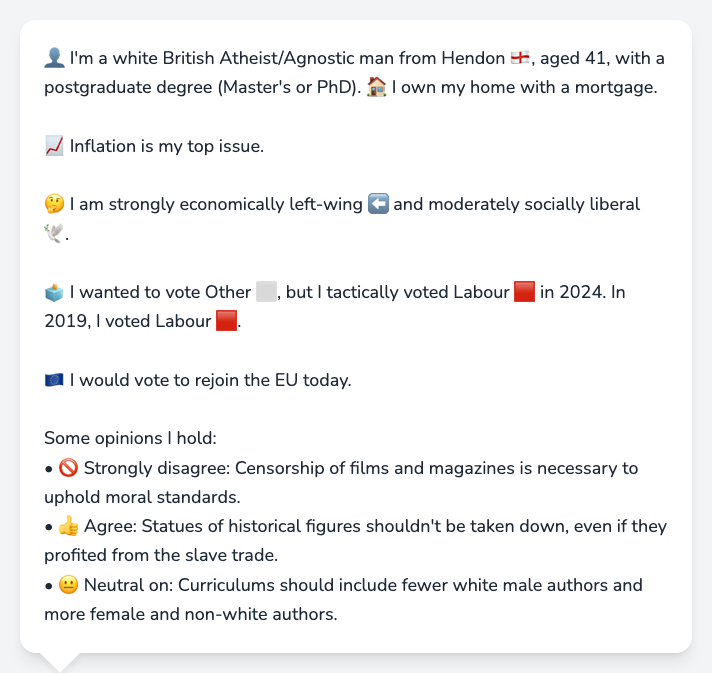 👤 I'm a white British Atheist/Agnostic man from Hendon 🏴󠁧󠁢󠁥󠁮󠁧󠁿, aged 41, with a
postgraduate degree (Master's or PhD). 🏠 I own my home with a mortgage.
📈 Inflation is my top issue.
🤔 I am strongly economically left-wing ⬅️ and moderately socially liberal
🕊️.
🗳️ I wanted to vote Other ⬜, but I tactically voted Labour 🟥 in 2024. In
2019, I voted Labour 🟥.
🇪🇺 I would vote to rejoin the EU today.
Some opinions I hold:
• 🚫 Strongly disagree: Censorship of films and magazines is necessary to
uphold moral standards.
• 👍 Agree: Statues of historical figures shouldn't be taken down, even if they
profited from the slave trade.
• 😐 Neutral on: Curriculums should include fewer white male authors and
more female and non-white authors.